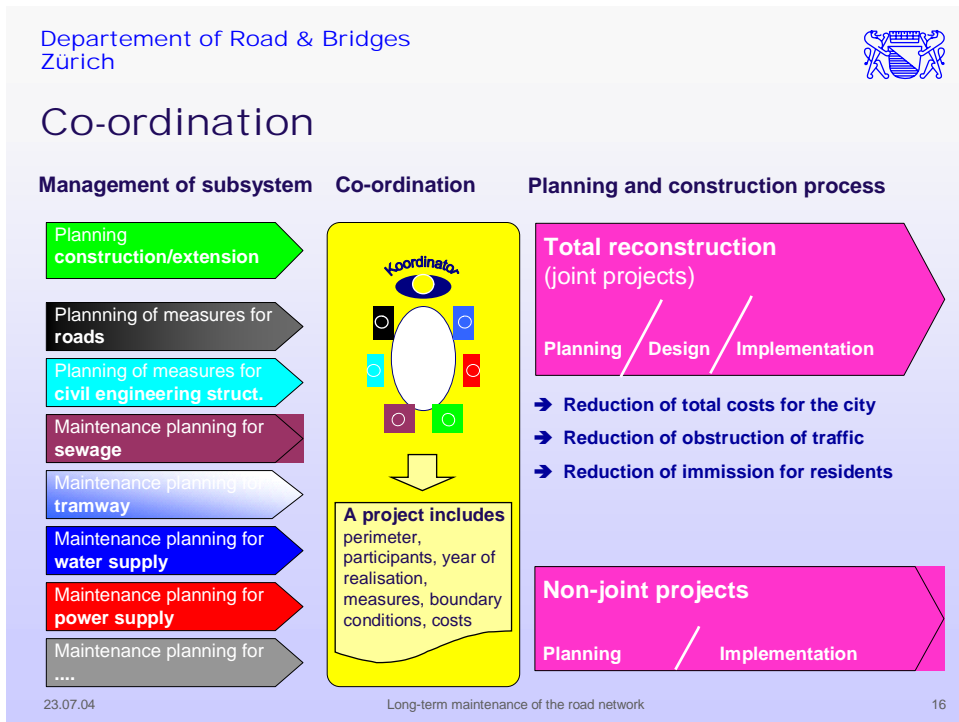 Departement of Road & Bridges
Zürich
Co-ordination
Management of subsystem
Co-ordination
Planning and construction process
Planning
construction/extension
Plannning of measures for
roads
Planning of measures for
civil engineering struct.
Maintenance planning for
sewage
Maintenance planning for
tramway
Maintenance planning for
water supply
Maintenance planning for
power supply
Maintenance planning for
....
Koordinator
A project includes
perimeter,
participants, year of
realisation,
measures, boundary
conditions, costs
Total reconstruction
(joint projects)
Planning / Design / Implementation
➔ Reduction of total costs for the city
➔ Reduction of obstruction of traffic
➔ Reduction of immission for residents
Non-joint projects
Planning / Implementation
23.07.04
Long-term maintenance of the road network
16